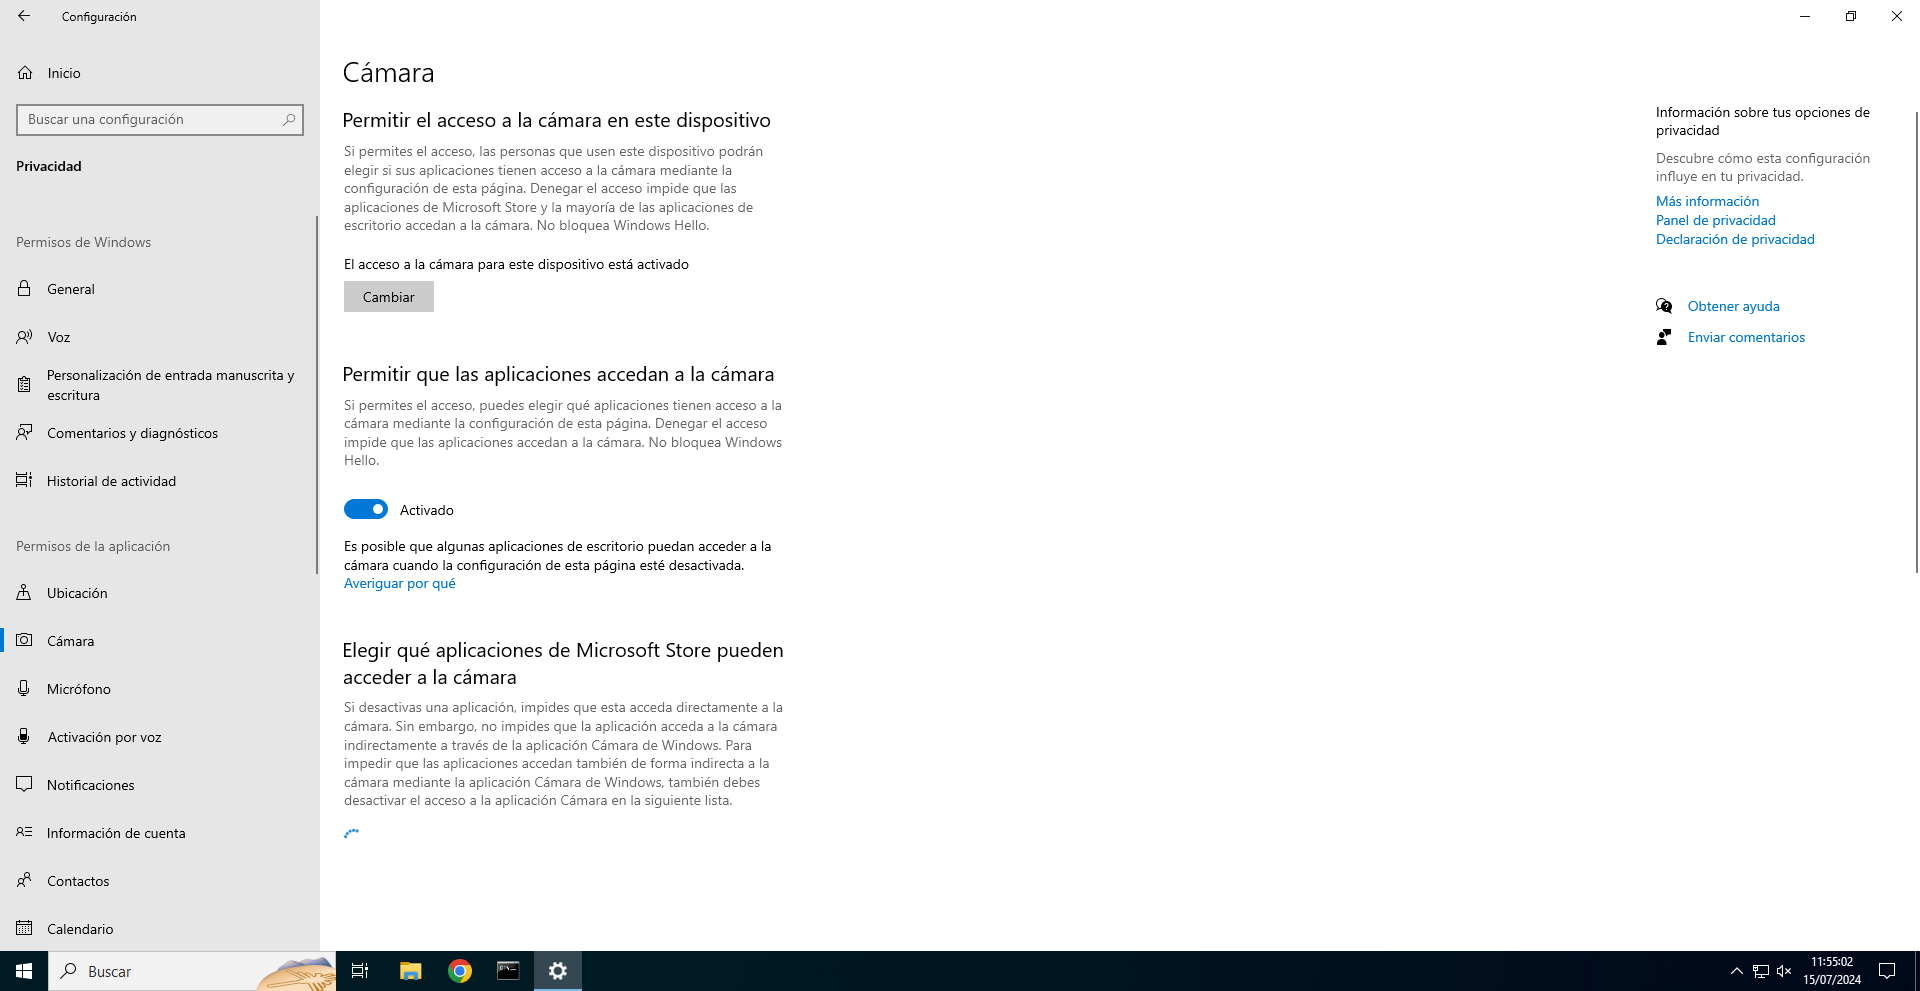 Configuración
Inicio
Buscar una configuración
Privacidad
Permisos de Windows
General
Voz
Personalización de entrada manuscrita y
escritura
Comentarios y diagnósticos
Historial de actividad
Permisos de la aplicación
Ubicación
Cámara
Micrófono
Activación por voz
Notificaciones
Información de cuenta
Contactos
Calendario
Cámara
Permitir el acceso a la cámara en este dispositivo
Si permites el acceso, las personas que usen este dispositivo podrán
elegir si sus aplicaciones tienen acceso a la cámara mediante la
configuración de esta página. Denegar el acceso impide que las
aplicaciones de Microsoft Store y la mayoría de las aplicaciones de
escritorio accedan a la cámara. No bloquea Windows Hello.
El acceso a la cámara para este dispositivo está activado
Cambiar
Permitir que las aplicaciones accedan a la cámara
Si permites el acceso, puedes elegir qué aplicaciones tienen acceso a la
cámara mediante la configuración de esta página. Denegar el acceso
impide que las aplicaciones accedan a la cámara. No bloquea Windows
Hello.
Activado
Es posible que algunas aplicaciones de escritorio puedan acceder a la
cámara cuando la configuración de esta página esté desactivada.
Averiguar por qué
Elegir qué aplicaciones de Microsoft Store pueden
acceder a la cámara
Si desactivas una aplicación, impides que esta acceda directamente a la
cámara. Sin embargo, no impides que la aplicación acceda a la cámara
indirectamente a través de la aplicación Cámara de Windows. Para
impedir que las aplicaciones accedan también de forma indirecta a la
cámara mediante la aplicación Cámara de Windows, también debes
desactivar el acceso a la aplicación Cámara en la siguiente lista.
Información sobre tus opciones de
privacidad
Descubre cómo esta configuración
influye en tu privacidad.
Más información
Panel de privacidad
Declaración de privacidad
Obtener ayuda
Enviar comentarios
Buscar
11:55:02
15/07/2024